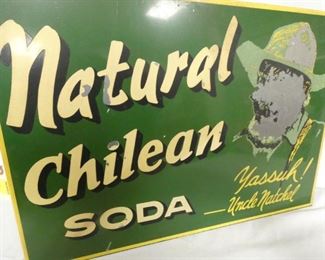 Natural
Chilean
SODA
Yassuh!
— Uncle Natchel